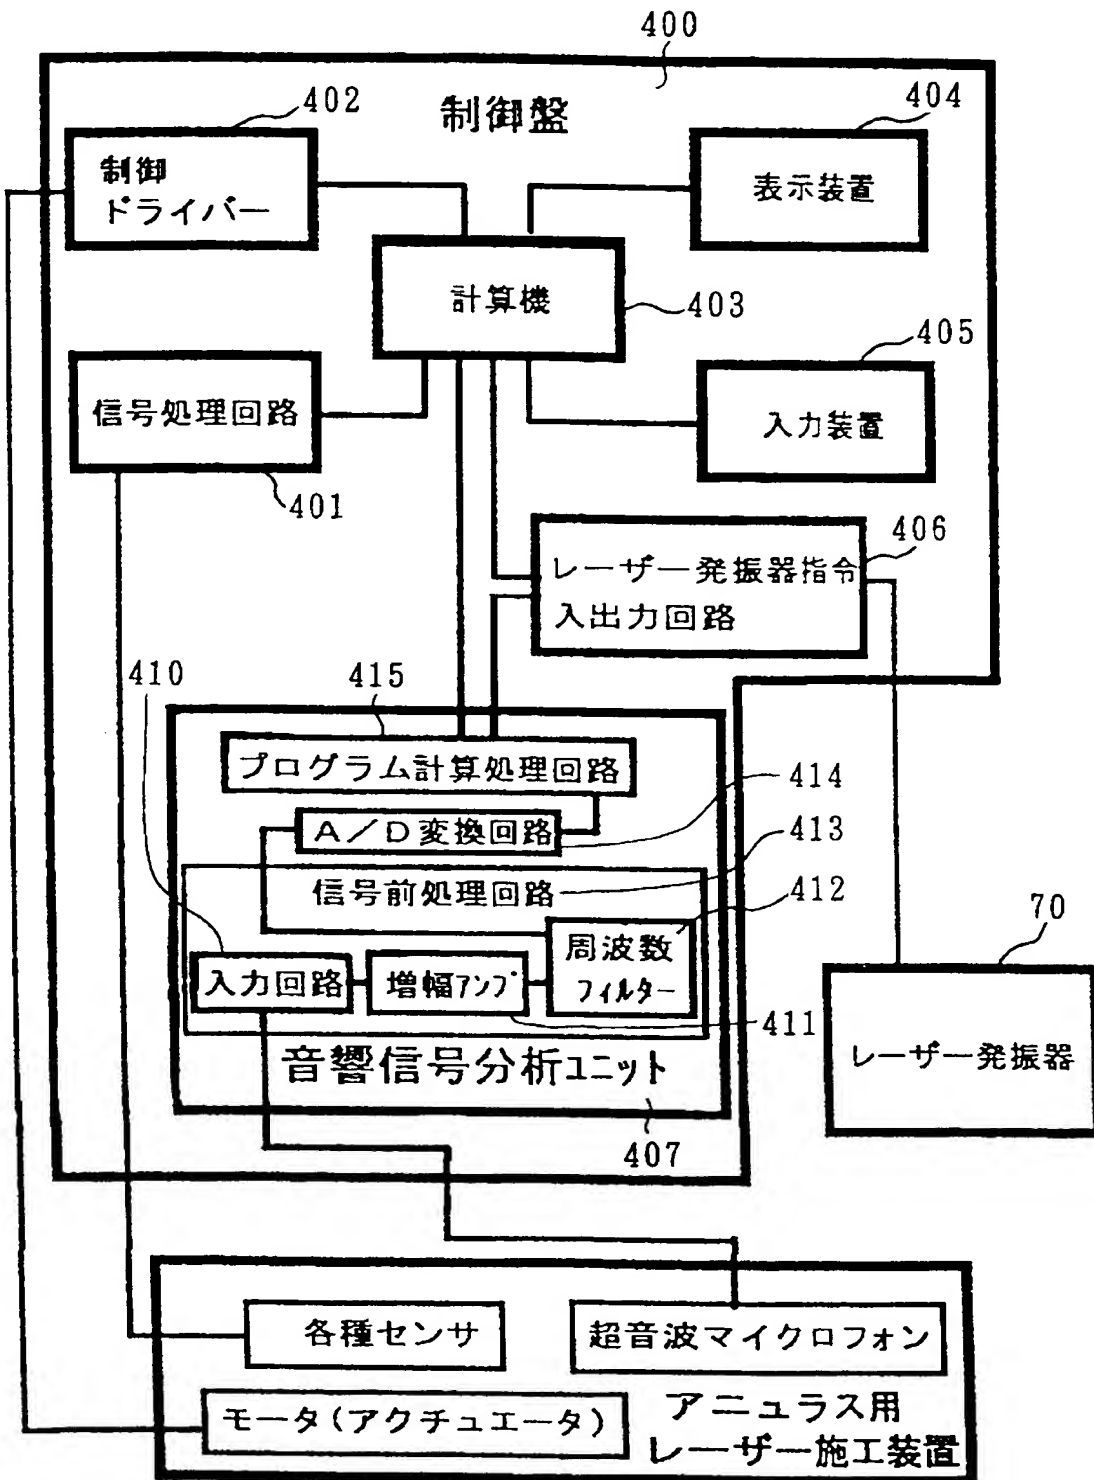 400
制御盤
402
404
制御
ドライバー
表示装置
計算機
403
405
信号処理回路
入力装置
401
406
レーザー発振器指令
入出力回路
410
415
プログラム計算処理回路
414
A/D変換回路
413
信号前処理回路
412
周波数
フィルター
入力回路
増幅アンプ
411
70
音響信号分析ユニット
レーザー発振器
407
各種センサ
超音波マイクロフォン
モータ(アクチュエータ)
アニュラス用
レーザー施工装置